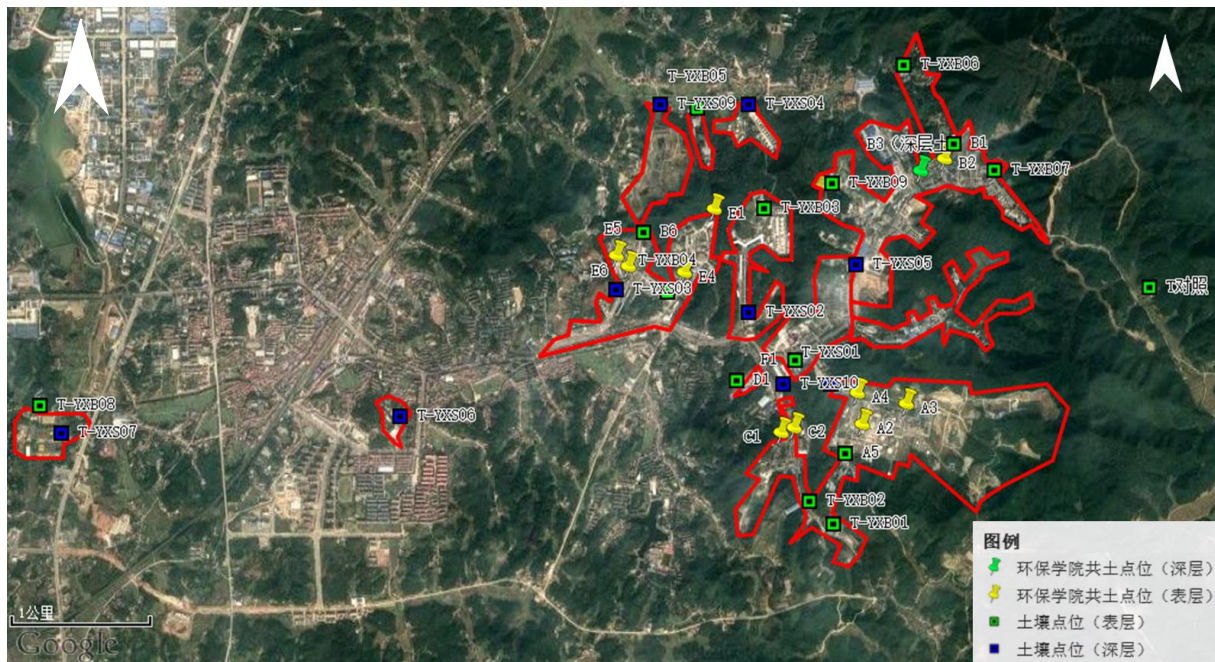 T-YXB06
T-YXB05
T-YXS09
T-YXS04
B3（深层土
B1
B2
T-YXB07
T-YXB09
E1
T-YXB03
E5
B6
T-YXB04
E6
E4
T-YXS05
T-YXS03
T对照
T-YXS02
F1
T-YXS01
D1
T-YXS10
A4
A3
T-YXB08
T-YXS06
A2
T-YXS07
C1
C2
A5
T-YXB02
T-YXB01
图例
环保学院共土点位（深层）
环保学院共土点位（表层）
土壤点位（表层）
土壤点位（深层）
1公里
Google